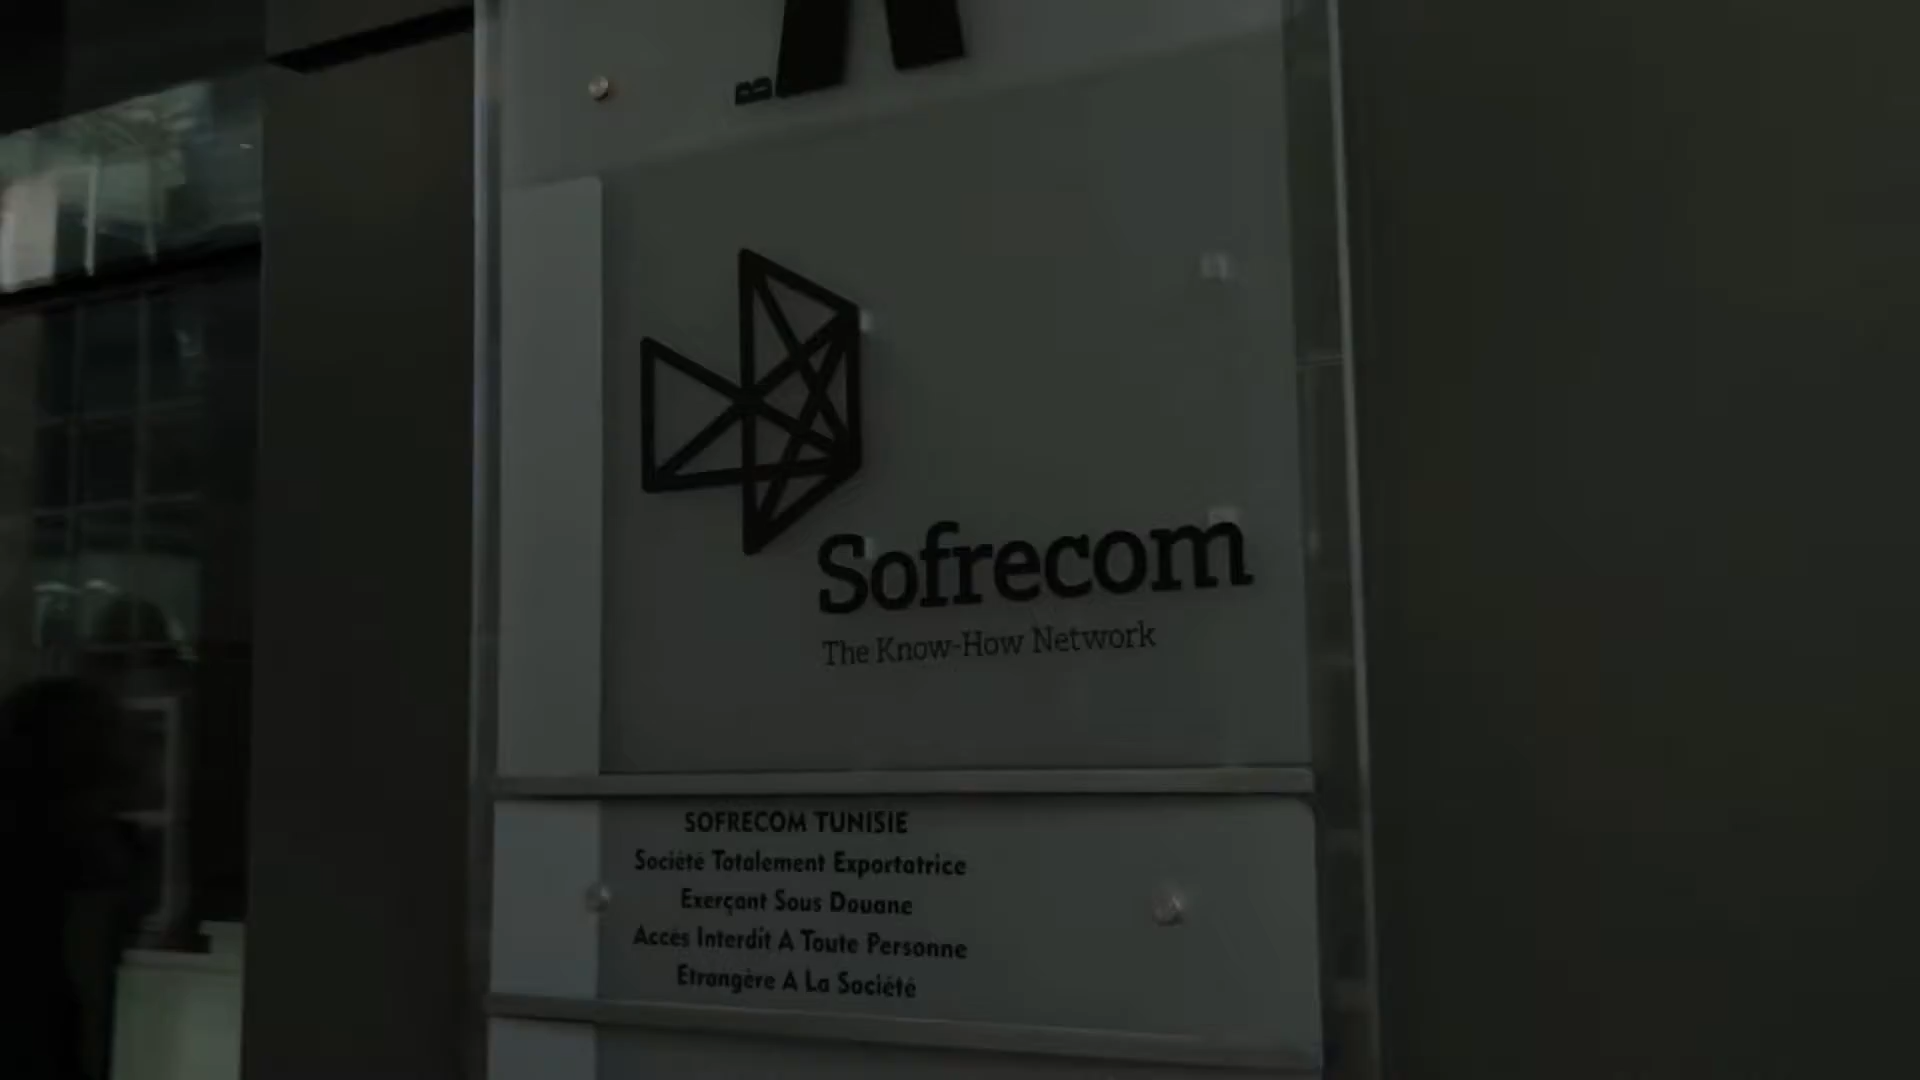 B
Sofrecom
The Know-How Network
SOFRECOM TUNISIE
Société Totalement Exportatrice
Exerçant Sous Douane
Accès Interdit A Toute Personne
Etrangère A La Société